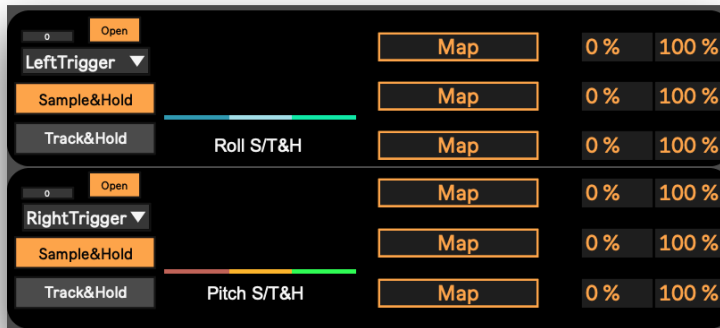 0 Open Map 0 % 100 %
LeftTrigger
Sample&Hold Map 0 % 100 %
Track&Hold Roll S/T&H Map 0 % 100 %
0 Open Map 0 % 100 %
RightTrigger
Sample&Hold Map 0 % 100 %
Track&Hold Pitch S/T&H Map 0 % 100 %